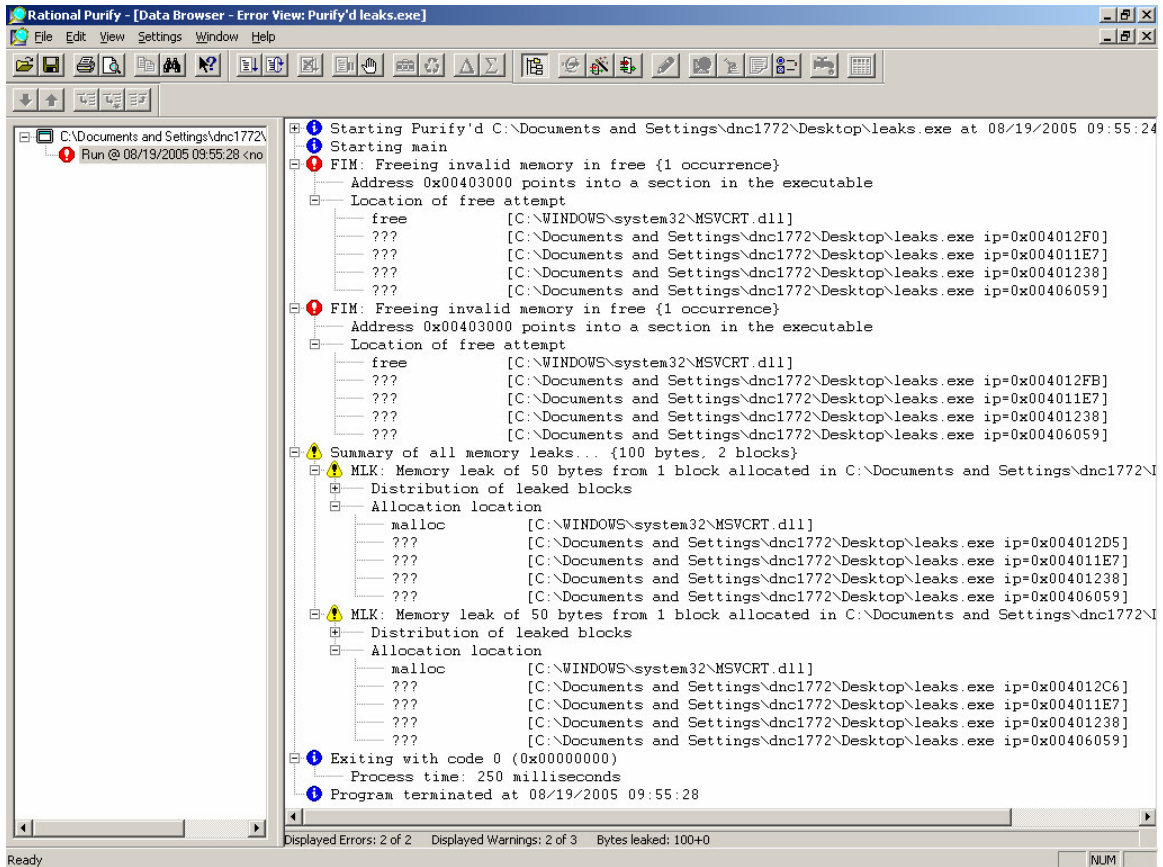 Rational Purify - [Data Browser - Error View: Purify'd leaks.exe]
File Edit View Settings Window Help
C:\Documents and Settings\dnc1772\
Run @ 08/19/2005 09:55:28 <no
Starting Purify'd C:\Documents and Settings\dnc1772\Desktop\leaks.exe at 08/19/2005 09:55:24
Starting main
FIM: Freeing invalid memory in free {1 occurrence}
Address 0x00403000 points into a section in the executable
Location of free attempt
free [C:\WINDOWS\system32\MSVCRT.dll]
??? [C:\Documents and Settings\dnc1772\Desktop\leaks.exe ip=0x004012F0]
??? [C:\Documents and Settings\dnc1772\Desktop\leaks.exe ip=0x004011E7]
??? [C:\Documents and Settings\dnc1772\Desktop\leaks.exe ip=0x00401238]
??? [C:\Documents and Settings\dnc1772\Desktop\leaks.exe ip=0x00406059]
FIM: Freeing invalid memory in free {1 occurrence}
Address 0x00403000 points into a section in the executable
Location of free attempt
free [C:\WINDOWS\system32\MSVCRT.dll]
??? [C:\Documents and Settings\dnc1772\Desktop\leaks.exe ip=0x004012FB]
??? [C:\Documents and Settings\dnc1772\Desktop\leaks.exe ip=0x004011E7]
??? [C:\Documents and Settings\dnc1772\Desktop\leaks.exe ip=0x00401238]
??? [C:\Documents and Settings\dnc1772\Desktop\leaks.exe ip=0x00406059]
Summary of all memory leaks... {100 bytes, 2 blocks}
MLK: Memory leak of 50 bytes from 1 block allocated in C:\Documents and Settings\dnc1772\
Distribution of leaked blocks
Allocation location
malloc [C:\WINDOWS\system32\MSVCRT.dll]
??? [C:\Documents and Settings\dnc1772\Desktop\leaks.exe ip=0x004012D5]
??? [C:\Documents and Settings\dnc1772\Desktop\leaks.exe ip=0x004011E7]
??? [C:\Documents and Settings\dnc1772\Desktop\leaks.exe ip=0x00401238]
??? [C:\Documents and Settings\dnc1772\Desktop\leaks.exe ip=0x00406059]
MLK: Memory leak of 50 bytes from 1 block allocated in C:\Documents and Settings\dnc1772\
Distribution of leaked blocks
Allocation location
malloc [C:\WINDOWS\system32\MSVCRT.dll]
??? [C:\Documents and Settings\dnc1772\Desktop\leaks.exe ip=0x004012C6]
??? [C:\Documents and Settings\dnc1772\Desktop\leaks.exe ip=0x004011E7]
??? [C:\Documents and Settings\dnc1772\Desktop\leaks.exe ip=0x00401238]
??? [C:\Documents and Settings\dnc1772\Desktop\leaks.exe ip=0x00406059]
Exiting with code 0 (0x00000000)
Process time: 250 milliseconds
Program terminated at 08/19/2005 09:55:28
Displayed Errors: 2 of 2 Displayed Warnings: 2 of 3 Bytes leaked: 100+0
Ready NUM